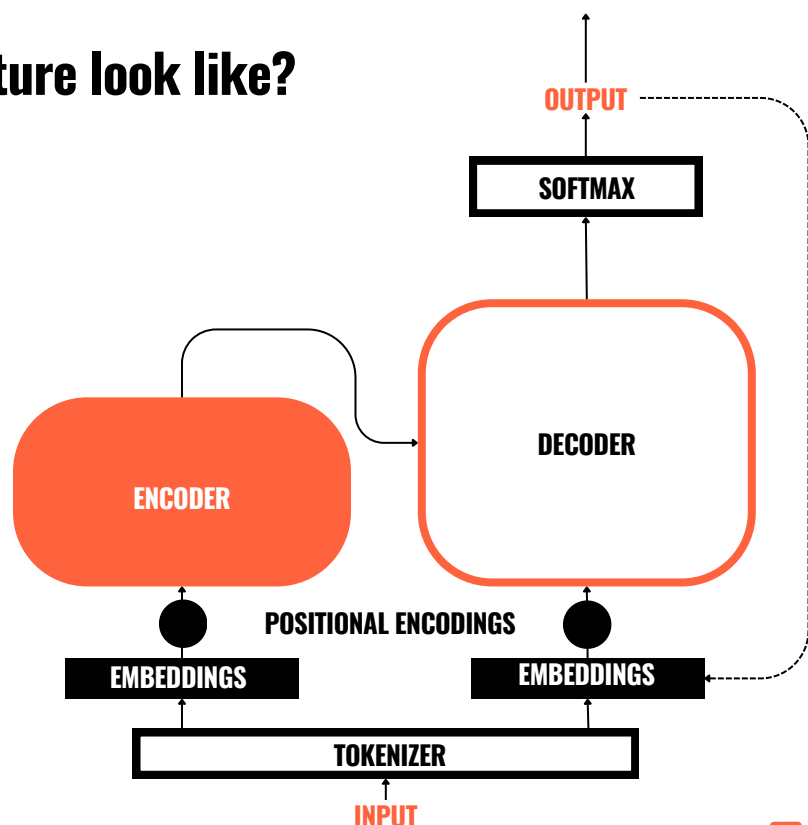 ture look like?
OUTPUT
SOFTMAX
DECODER
ENCODER
POSITIONAL ENCODINGS
EMBEDDINGS
EMBEDDINGS
TOKENIZER
INPUT